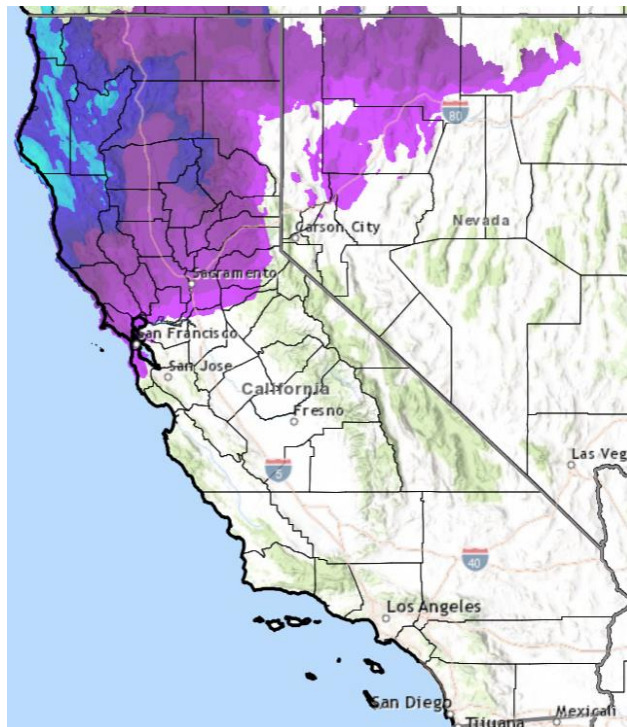 80
Carson City
Nevada
Sacramento
San Francisco
San Jose
California
Fresno
Las Veg
5
40
Los Angeles
San Diego
Tijuana
Mexicali